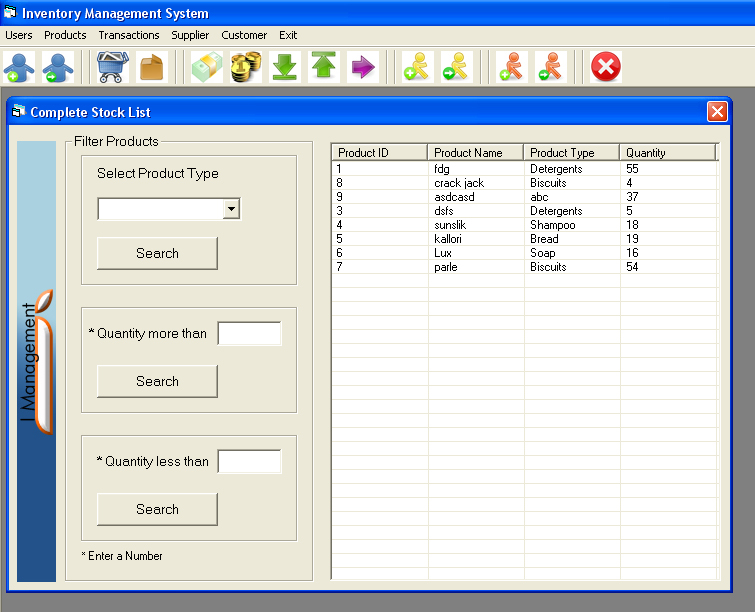 Inventory Management System
Users Products Transactions Supplier Customer Exit
Complete Stock List
I Management
Filter Products
Select Product Type
Search
* Quantity more than
Search
* Quantity less than
Search
* Enter a Number
Product ID Product Name Product Type Quantity
1 fdg Detergents 55
8 crack jack Biscuits 4
9 asdcasd abc 37
3 dsfs Detergents 5
4 sunslik Shampoo 18
5 kallori Bread 19
6 Lux Soap 16
7 parle Biscuits 54